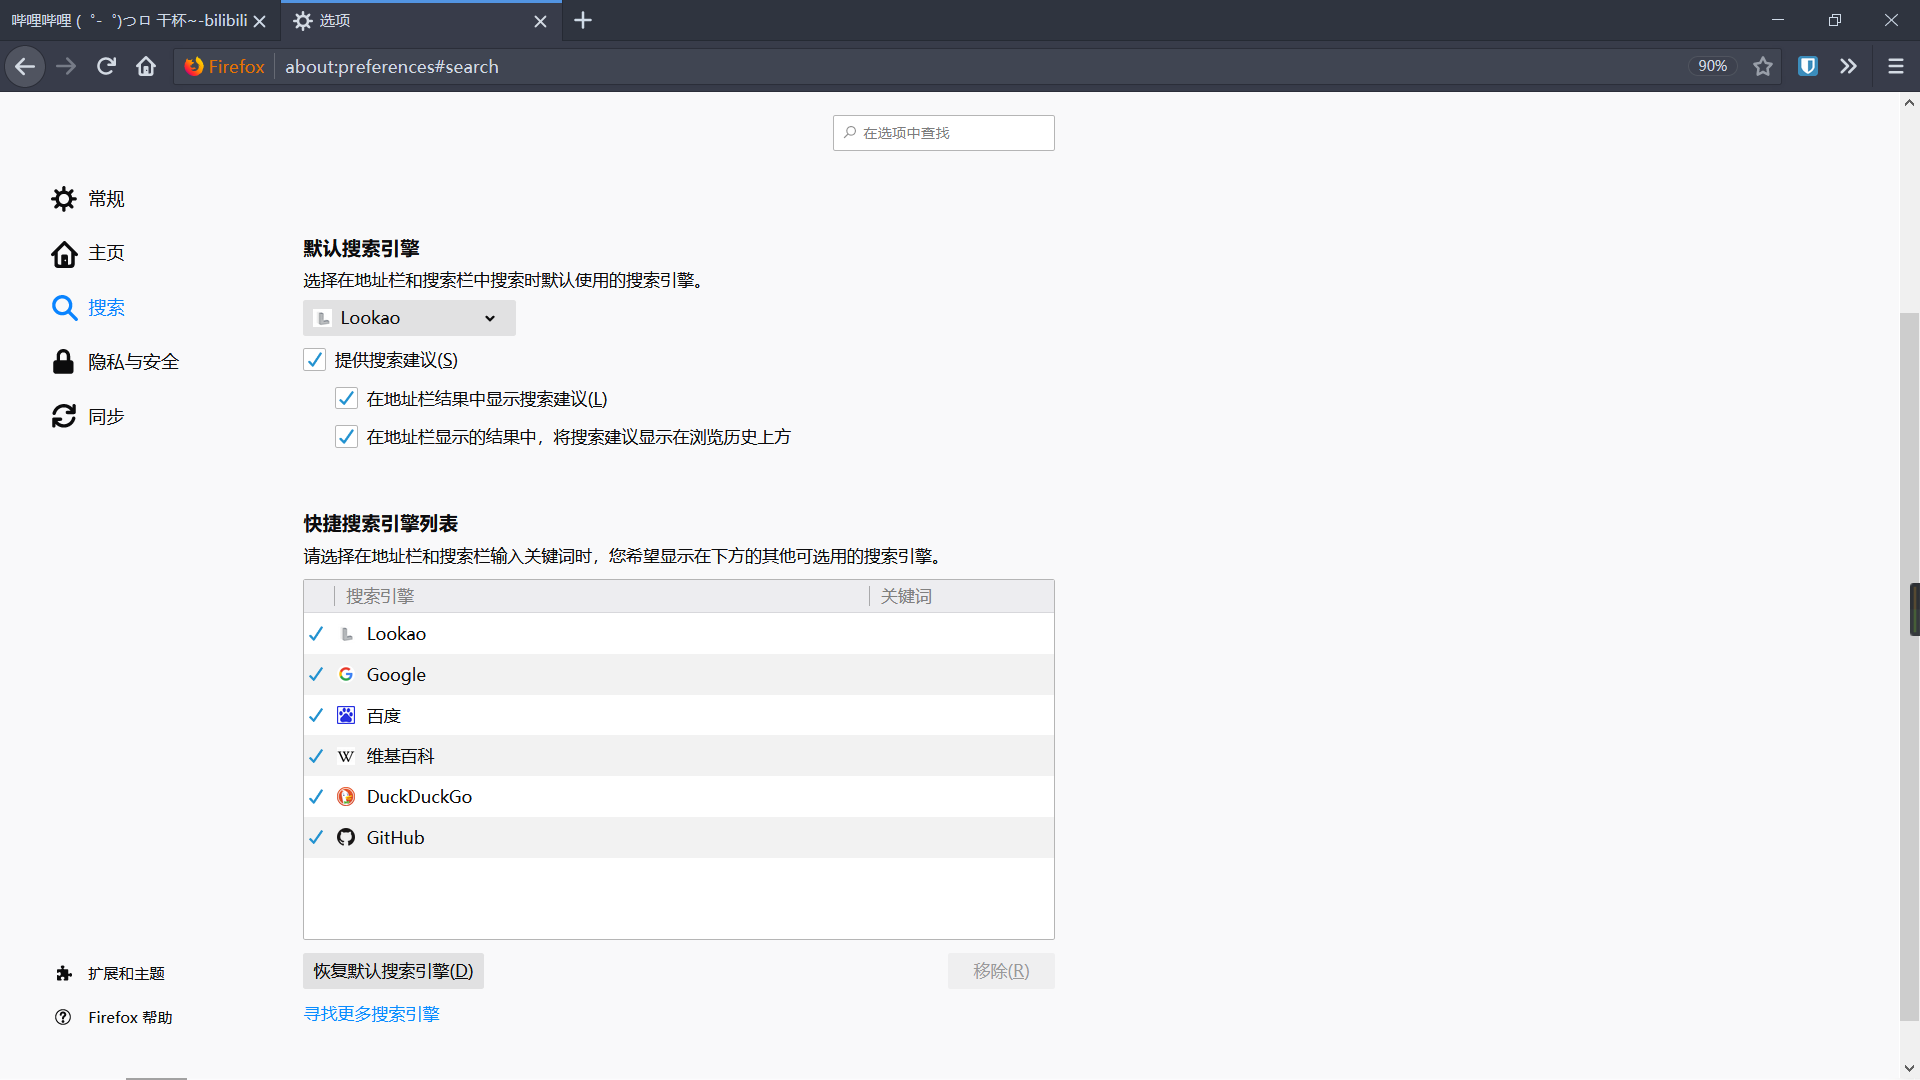 哔哩哔哩 (゜-゜)つロ 干杯~-bilibili
选项
Firefox
about:preferences#search
90%
在选项中查找
常规
主页
搜索
隐私与安全
同步
默认搜索引擎
选择在地址栏和搜索栏中搜索时默认使用的搜索引擎。
Lookao
提供搜索建议(S)
在地址栏结果中显示搜索建议(L)
在地址栏显示的结果中，将搜索建议显示在浏览历史上方
快捷搜索引擎列表
请选择在地址栏和搜索栏输入关键词时，您希望显示在下方的其他可选用的搜索引擎。
搜索引擎 关键词
Lookao
Google
百度
维基百科
DuckDuckGo
GitHub
恢复默认搜索引擎(D) 移除(R)
寻找更多搜索引擎
扩展和主题
Firefox 帮助